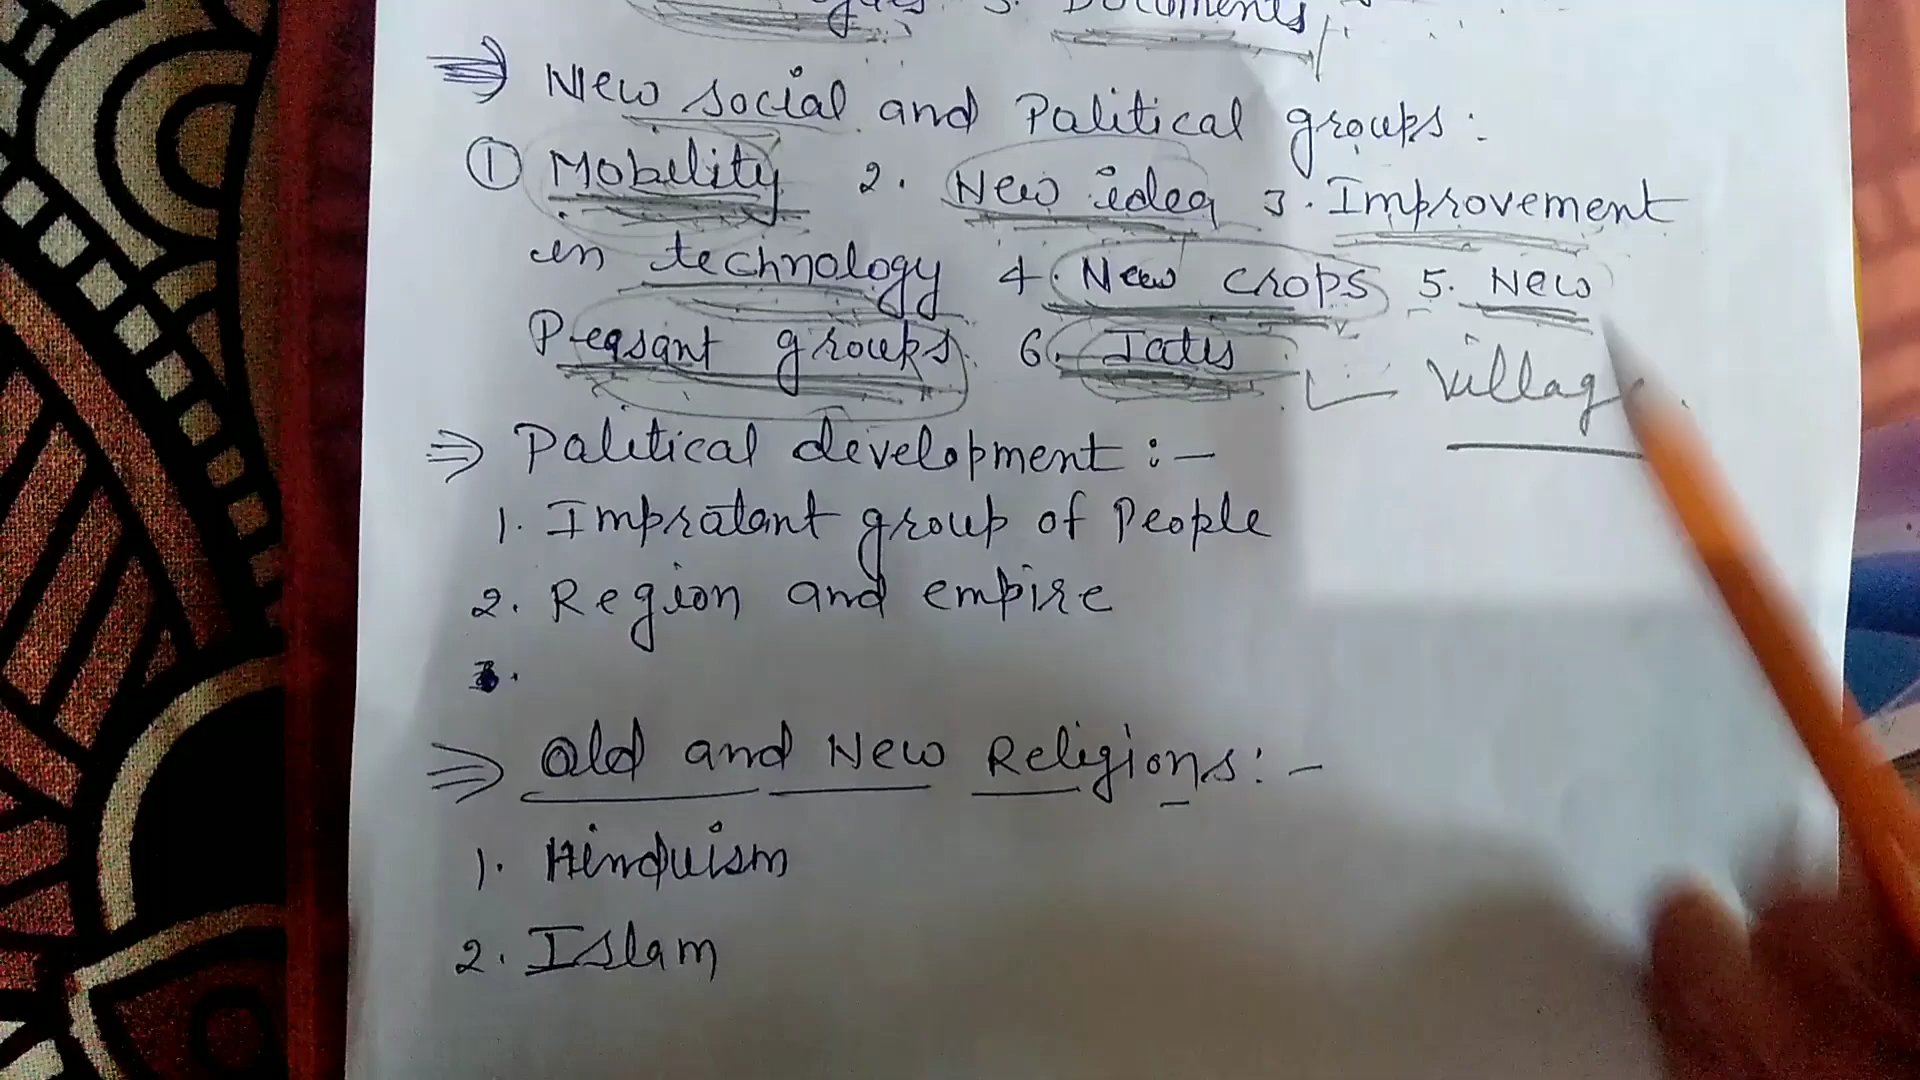 3. Documents
⇒ New social and Palitical groups :
① Mobility 2. New idea 3. Improvement
in technology 4. New crops 5. New
Peasant groups 6. Jatis
Village
⇒ Palitical development :-
1. Impratant group of People
2. Region and empire
3.
⇒ Old and New Religions :-
1. Hinduism
2. Islam